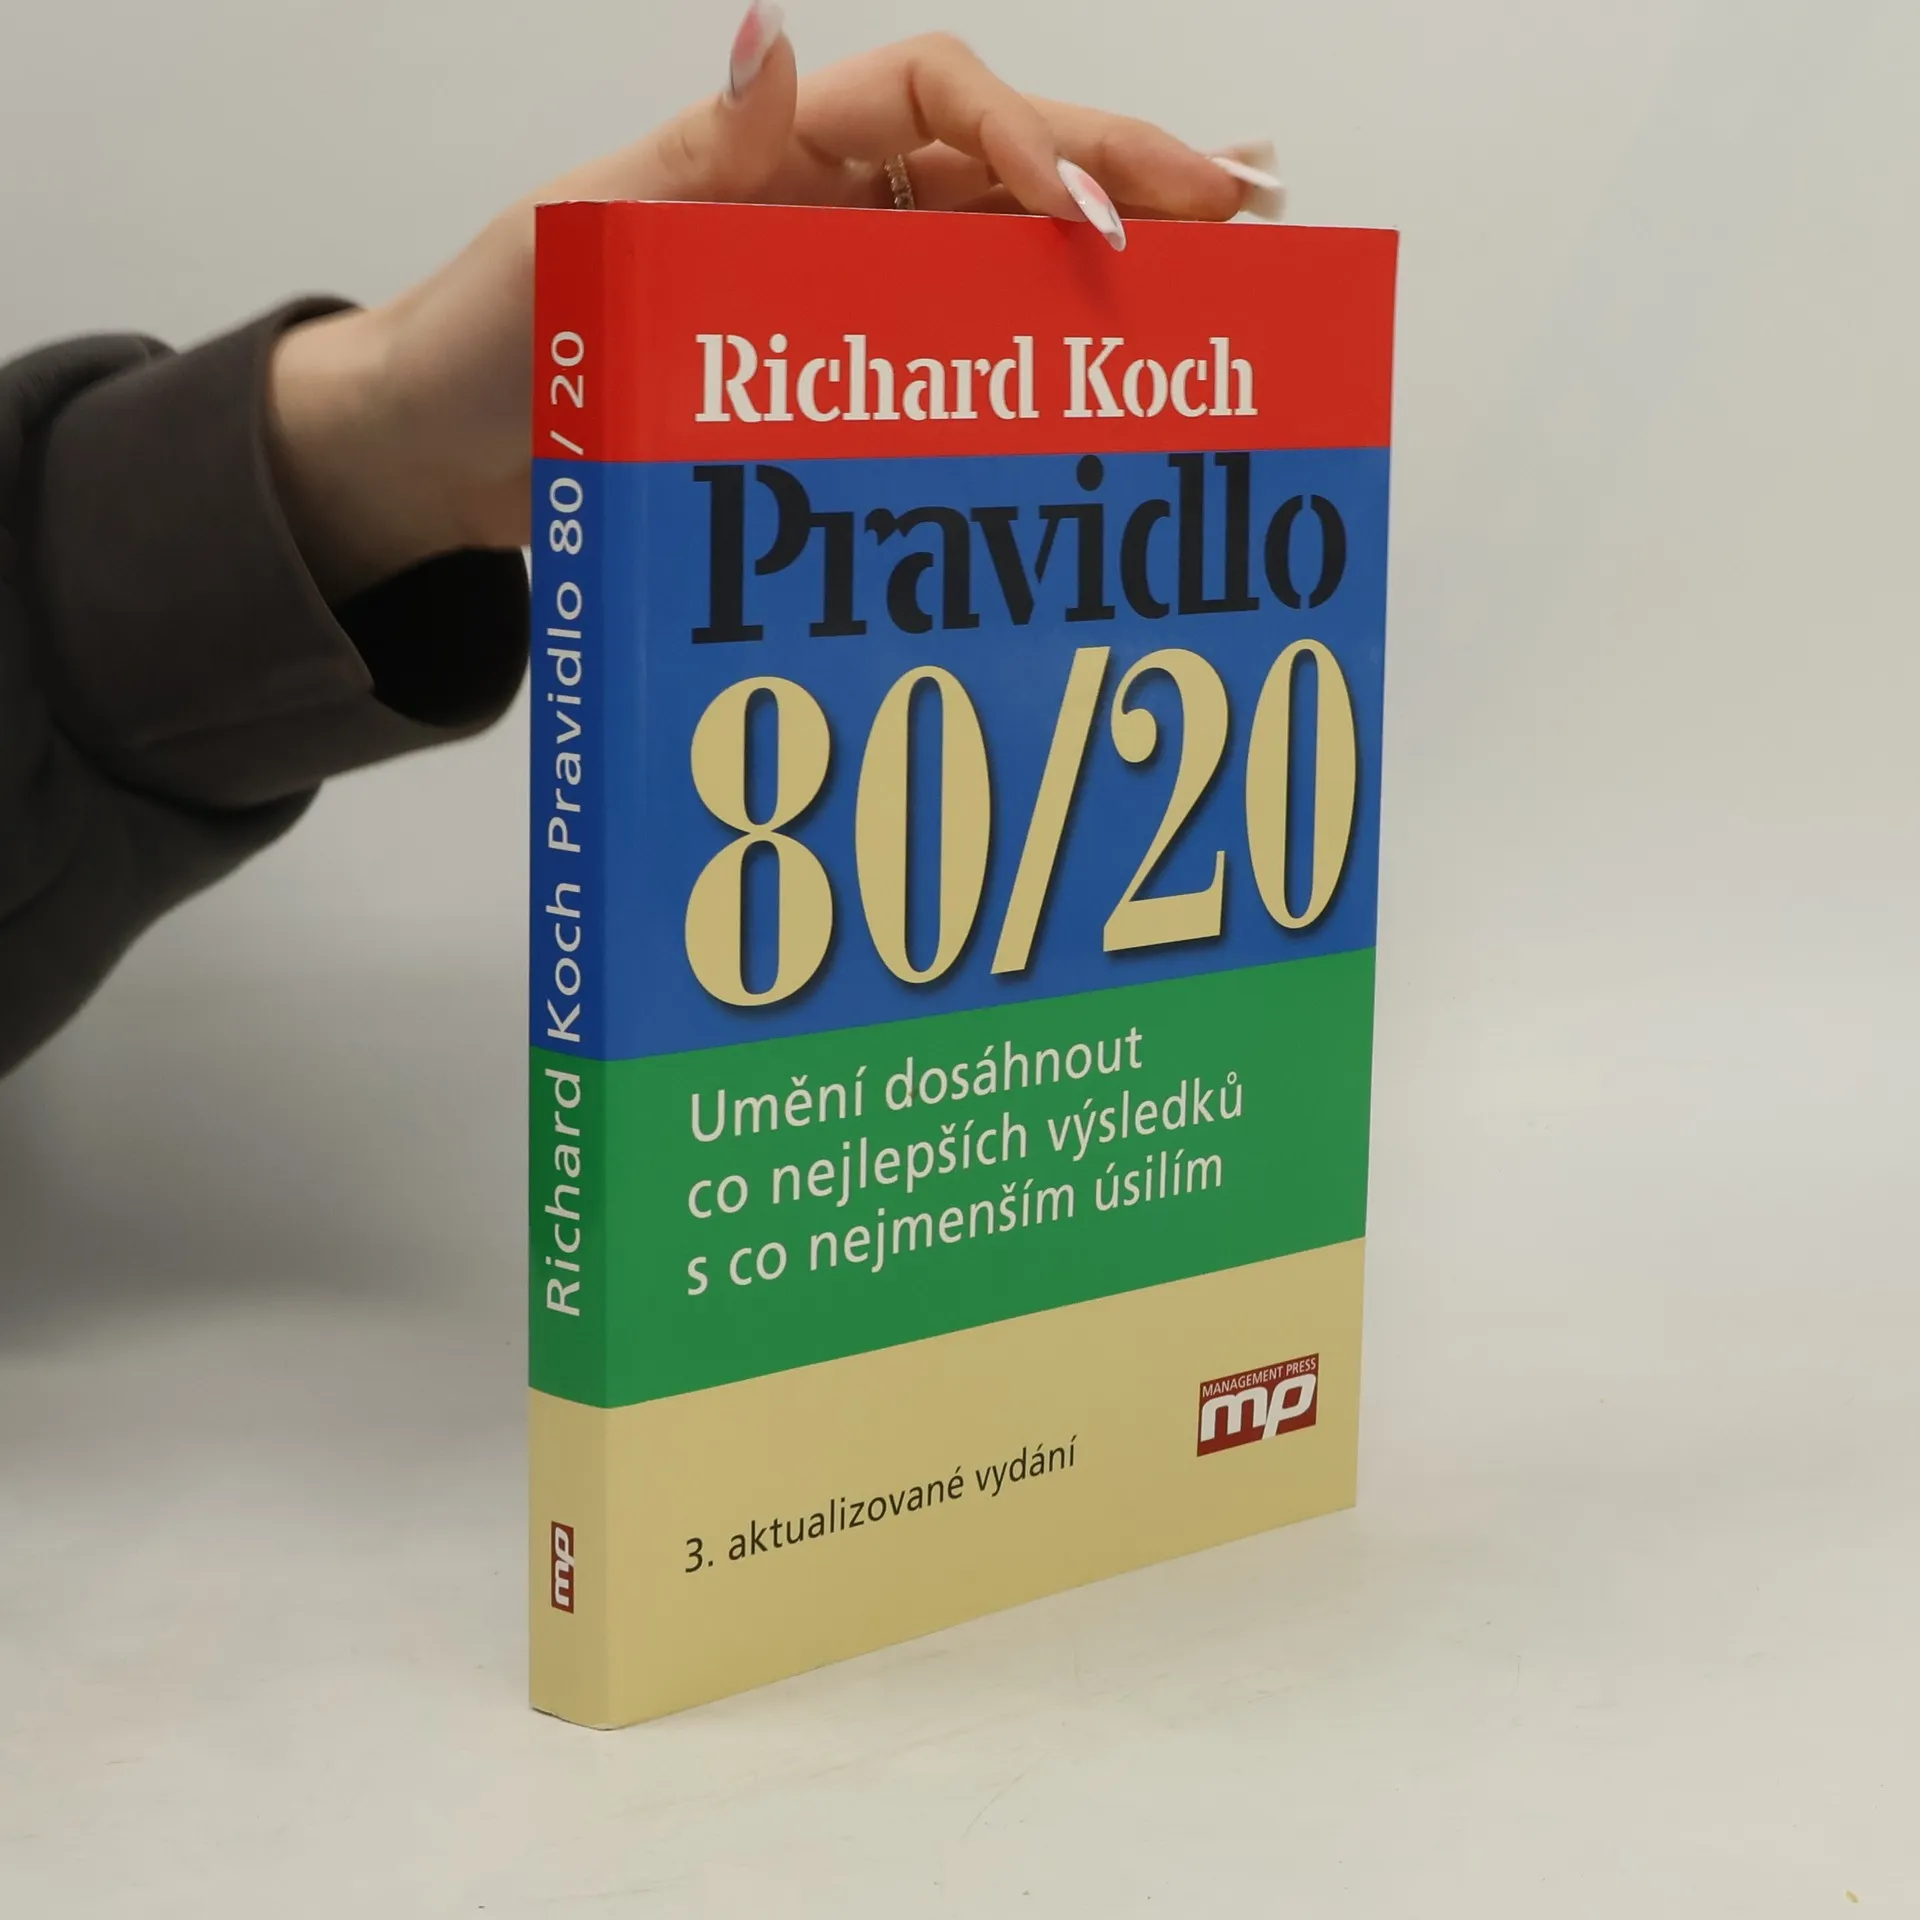 Richard Koch
Pravidlo
80/20
Umění dosáhnout
co nejlepších výsledků
s co nejmenším úsilím
MANAGEMENT PRESS
mp
3. aktualizované vydání
Richard Koch Pravidlo 80 / 20
mp